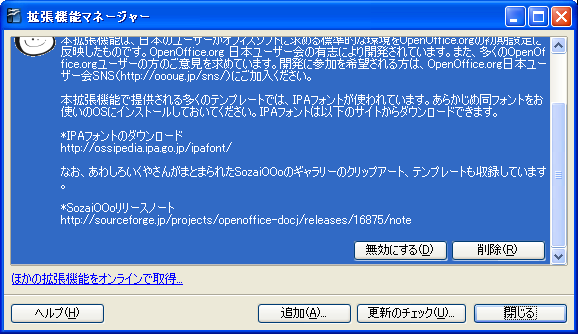 拡張機能マネージャー
本拡張機能は、日本のユーザーがオフィスソフトに求める標準的な環境をOpenOffice.orgの初期設定に
反映したものです。OpenOffice.org 日本ユーザー会の有志により開発されています。また、多くのOpenOf
fice.orgユーザーの方のご意見を求めています。開発に参加を希望される方は、OpenOffice.org日本ユー
ザー会SNS(http://oooug.jp/sns/)にご加入ください。
本拡張機能で提供される多くのテンプレートでは、IPAフォントが使われています。あらかじめ同フォントをお
使いのOSにインストールしておいてください。IPAフォントは以下のサイトからダウンロードできます。
*IPAフォントのダウンロード
http://ossipedia.ipa.go.jp/ipafont/
なお、あわしろいくやさんがまとめられたSozaiOOoのギャラリーのクリップアート、テンプレートも収録しています
。
*SozaiOOoリリースノート
http://sourceforge.jp/projects/openoffice-docj/releases/16875/note
無効にする(D)
削除(R)
ほかの拡張機能をオンラインで取得...
ヘルプ(H)
追加(A)...
更新のチェック(U)...
閉じる